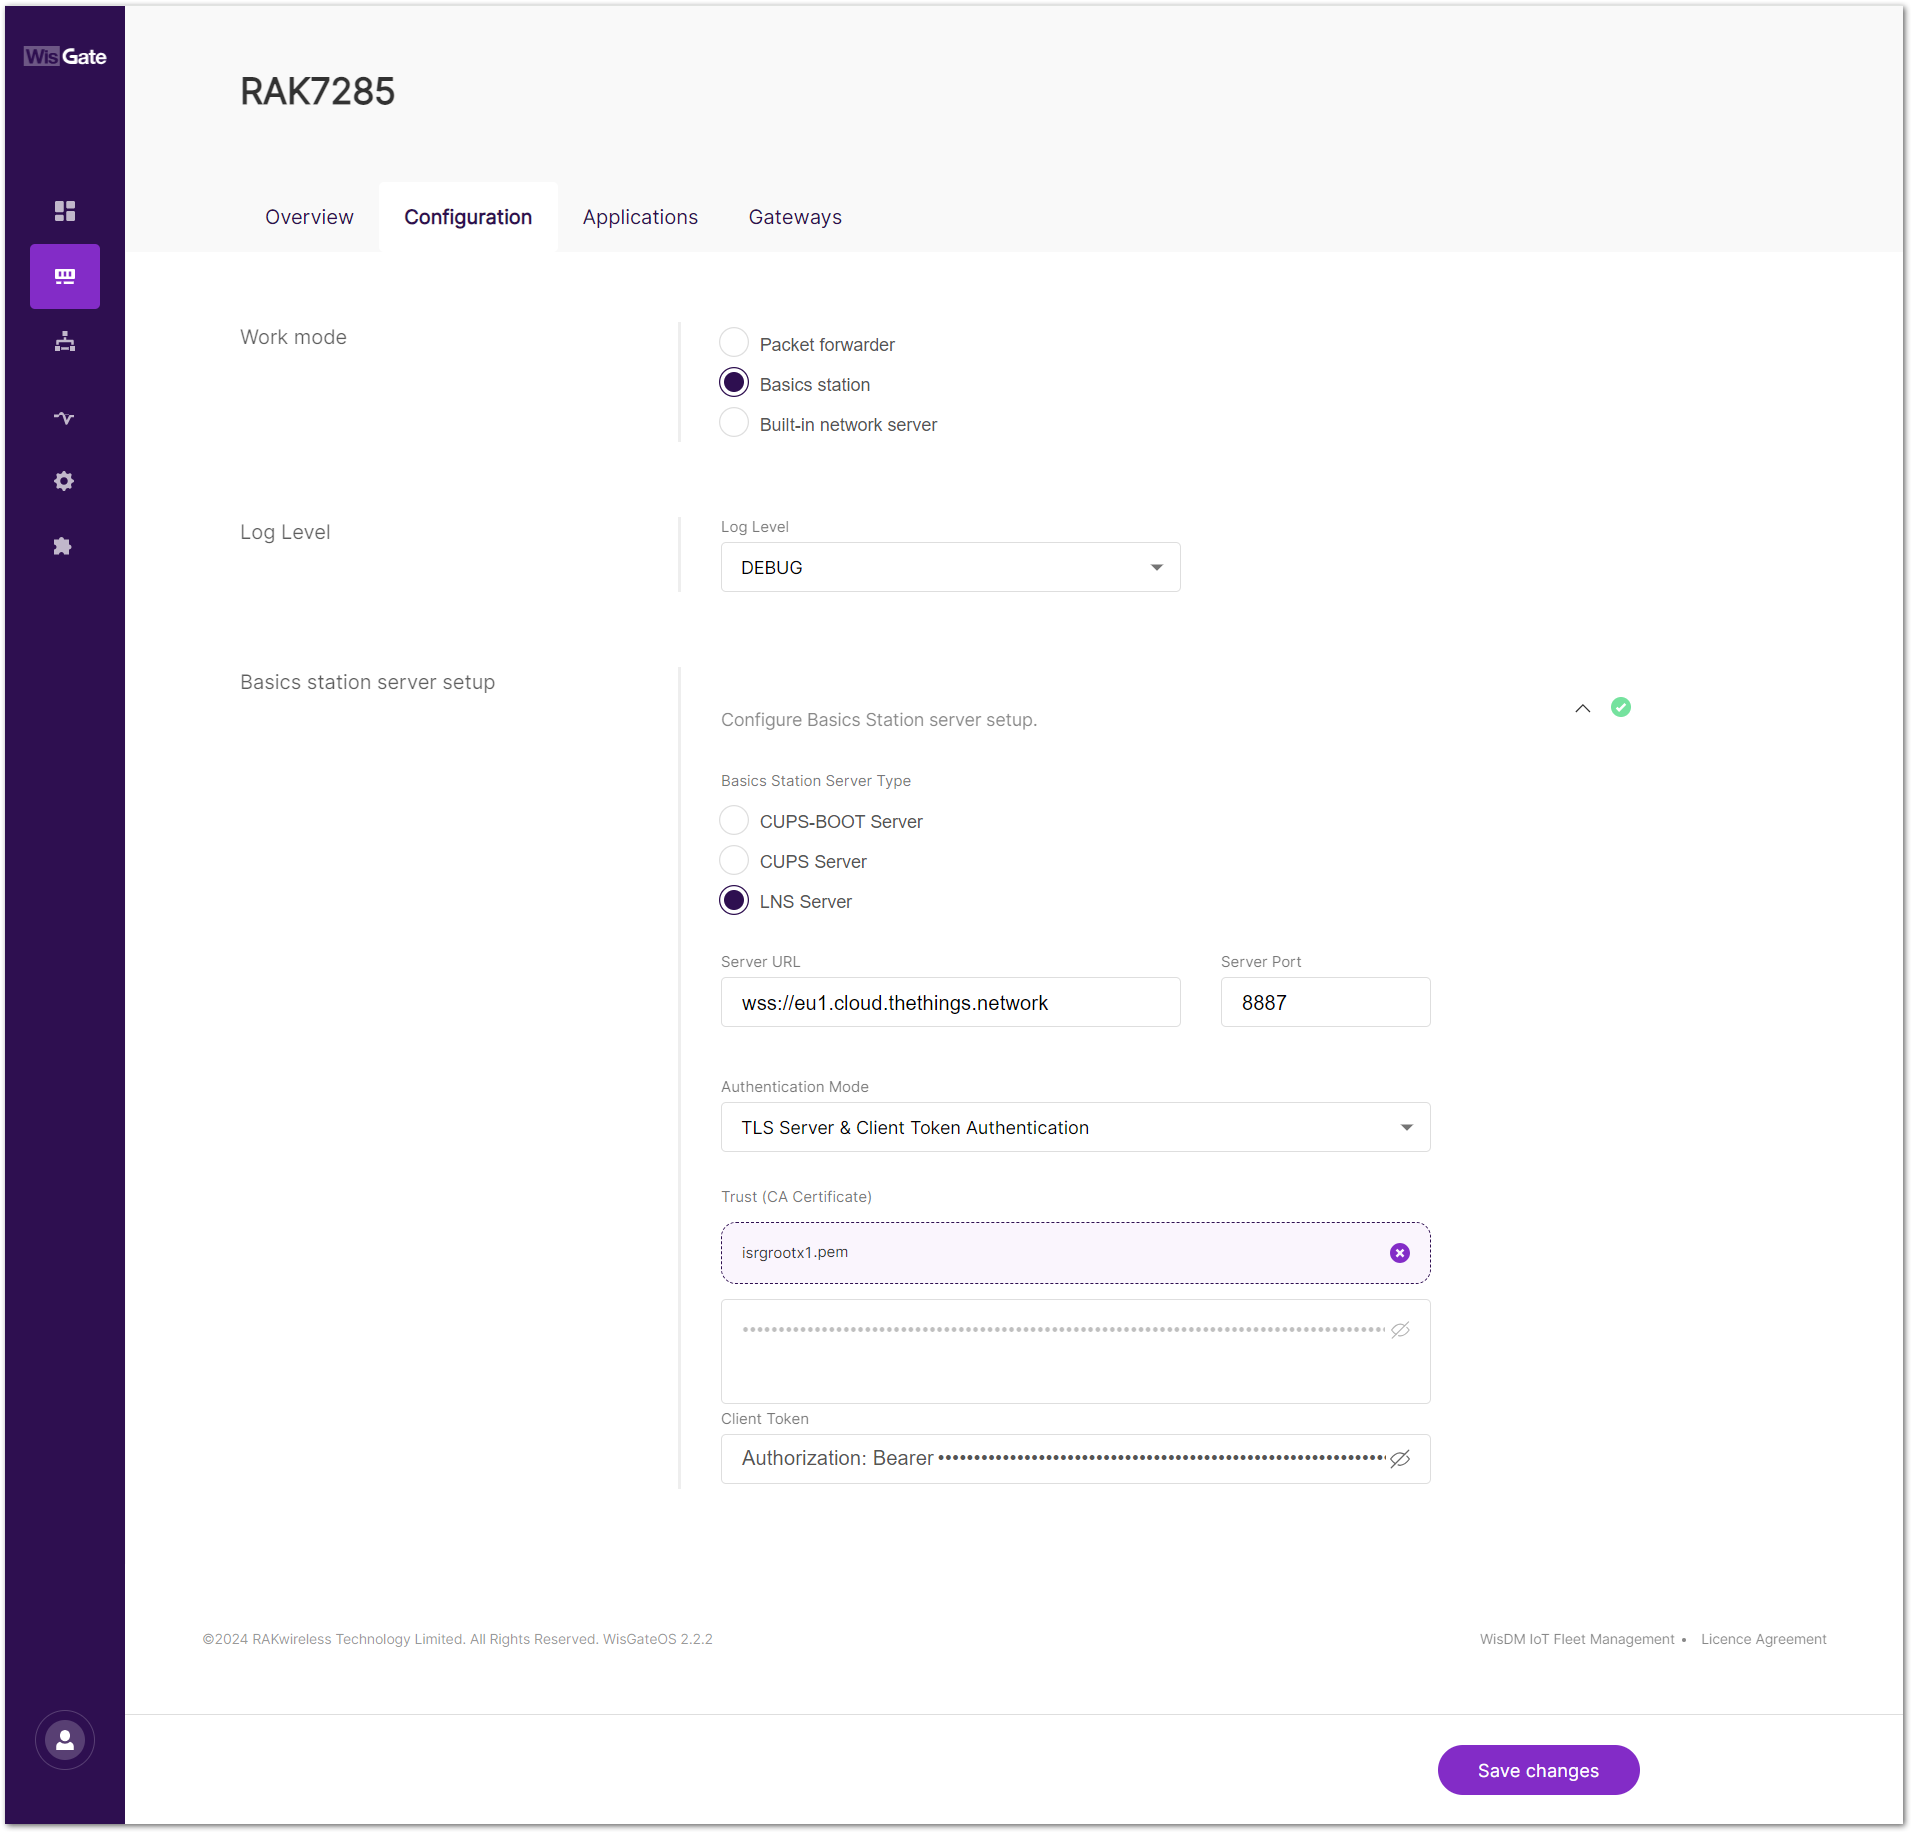 WisGate
RAK7285
Overview
Configuration
Applications
Gateways
Work mode
Packet forwarder
Basics station
Built-in network server
Log Level
Log Level
DEBUG
Basics station server setup
Configure Basics Station server setup.
Basics Station Server Type
CUPS-BOOT Server
CUPS Server
LNS Server
Server URL
Server Port
wss://eu1.cloud.thethings.network
8887
Authentication Mode
TLS Server & Client Token Authentication
Trust (CA Certificate)
isrgrootx1.pem
Client Token
Authorization: Bearer
©2024 RAKwireless Technology Limited. All Rights Reserved. WisGateOS 2.2.2
WisDM IoT Fleet Management • Licence Agreement
Save changes